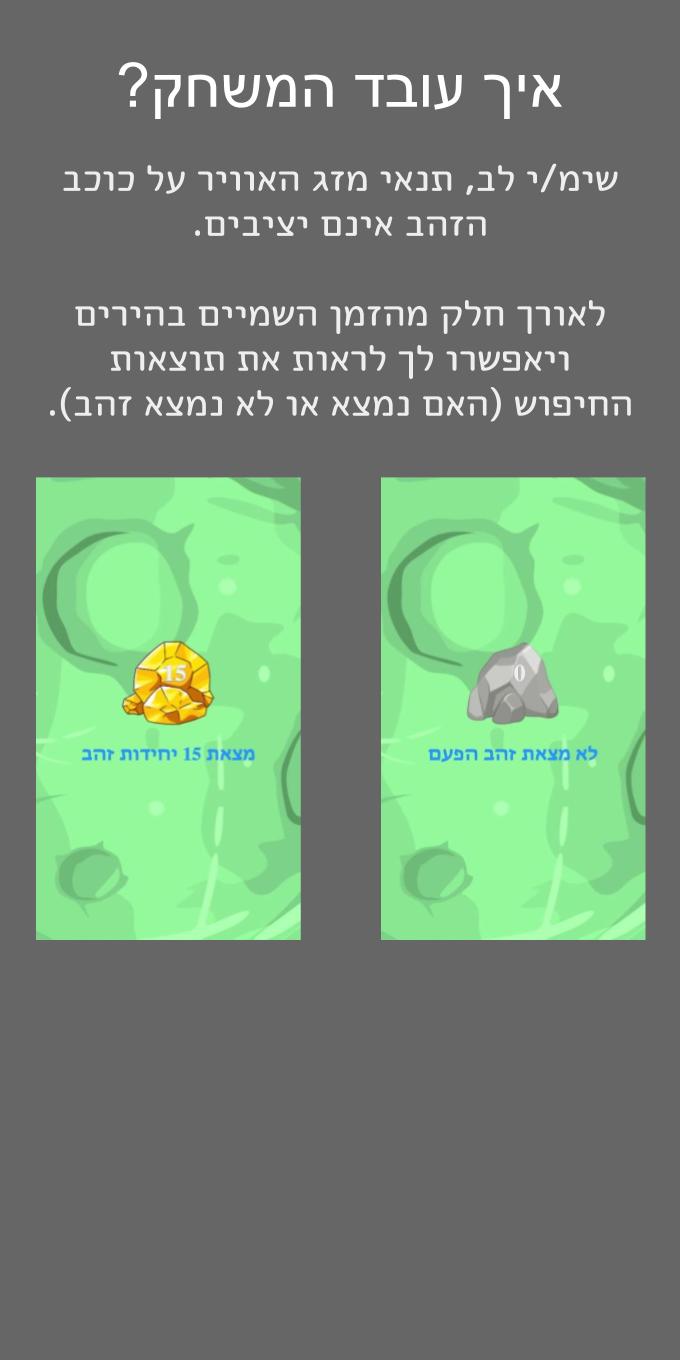 איך עובד המשחק?
שימ/י לב, תנאי מזג האוויר על כוכב
הזהב אינם יציבים.
לאורך חלק מהזמן השמיים בהירים
ויאפשרו לך לראות את תוצאות
החיפוש (האם נמצא או לא נמצא זהב).
0
לא מצאת זהב הפעם
15
מצאת 15 יחידות זהב